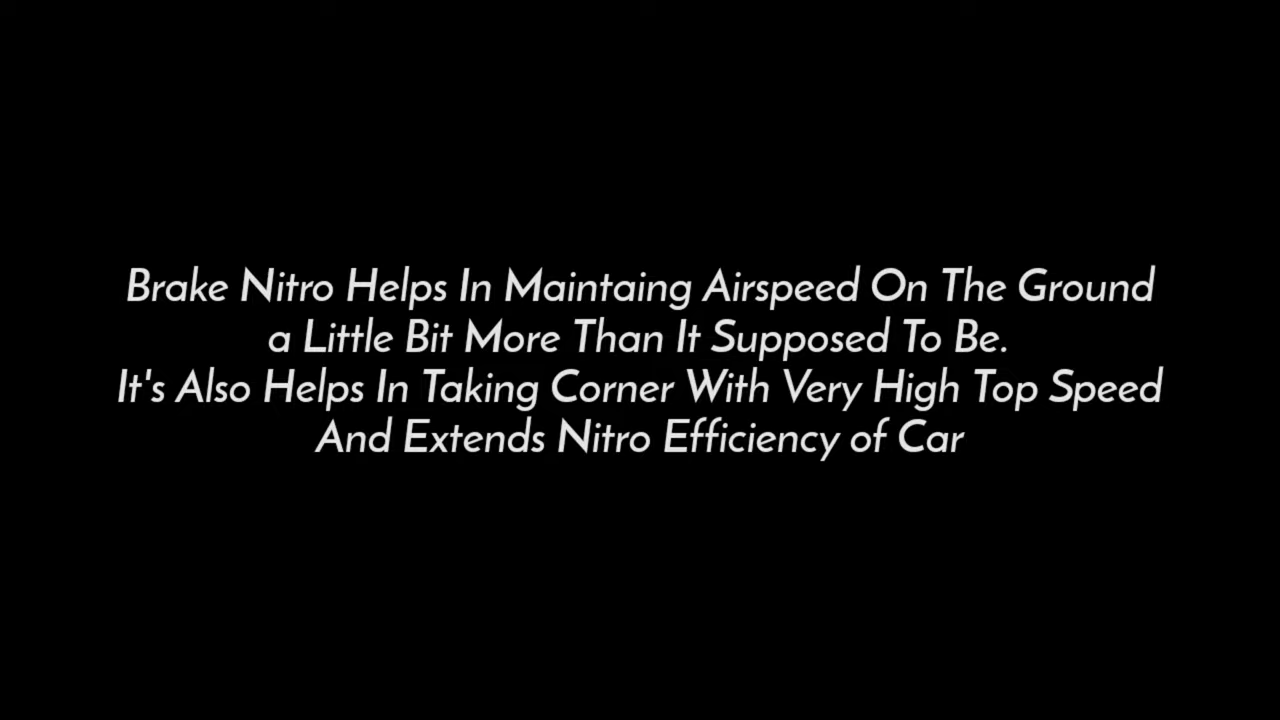 Brake Nitro Helps In Maintaing Airspeed On The Ground
a Little Bit More Than It Supposed To Be.
It's Also Helps In Taking Corner With Very High Top Speed
And Extends Nitro Efficiency of Car